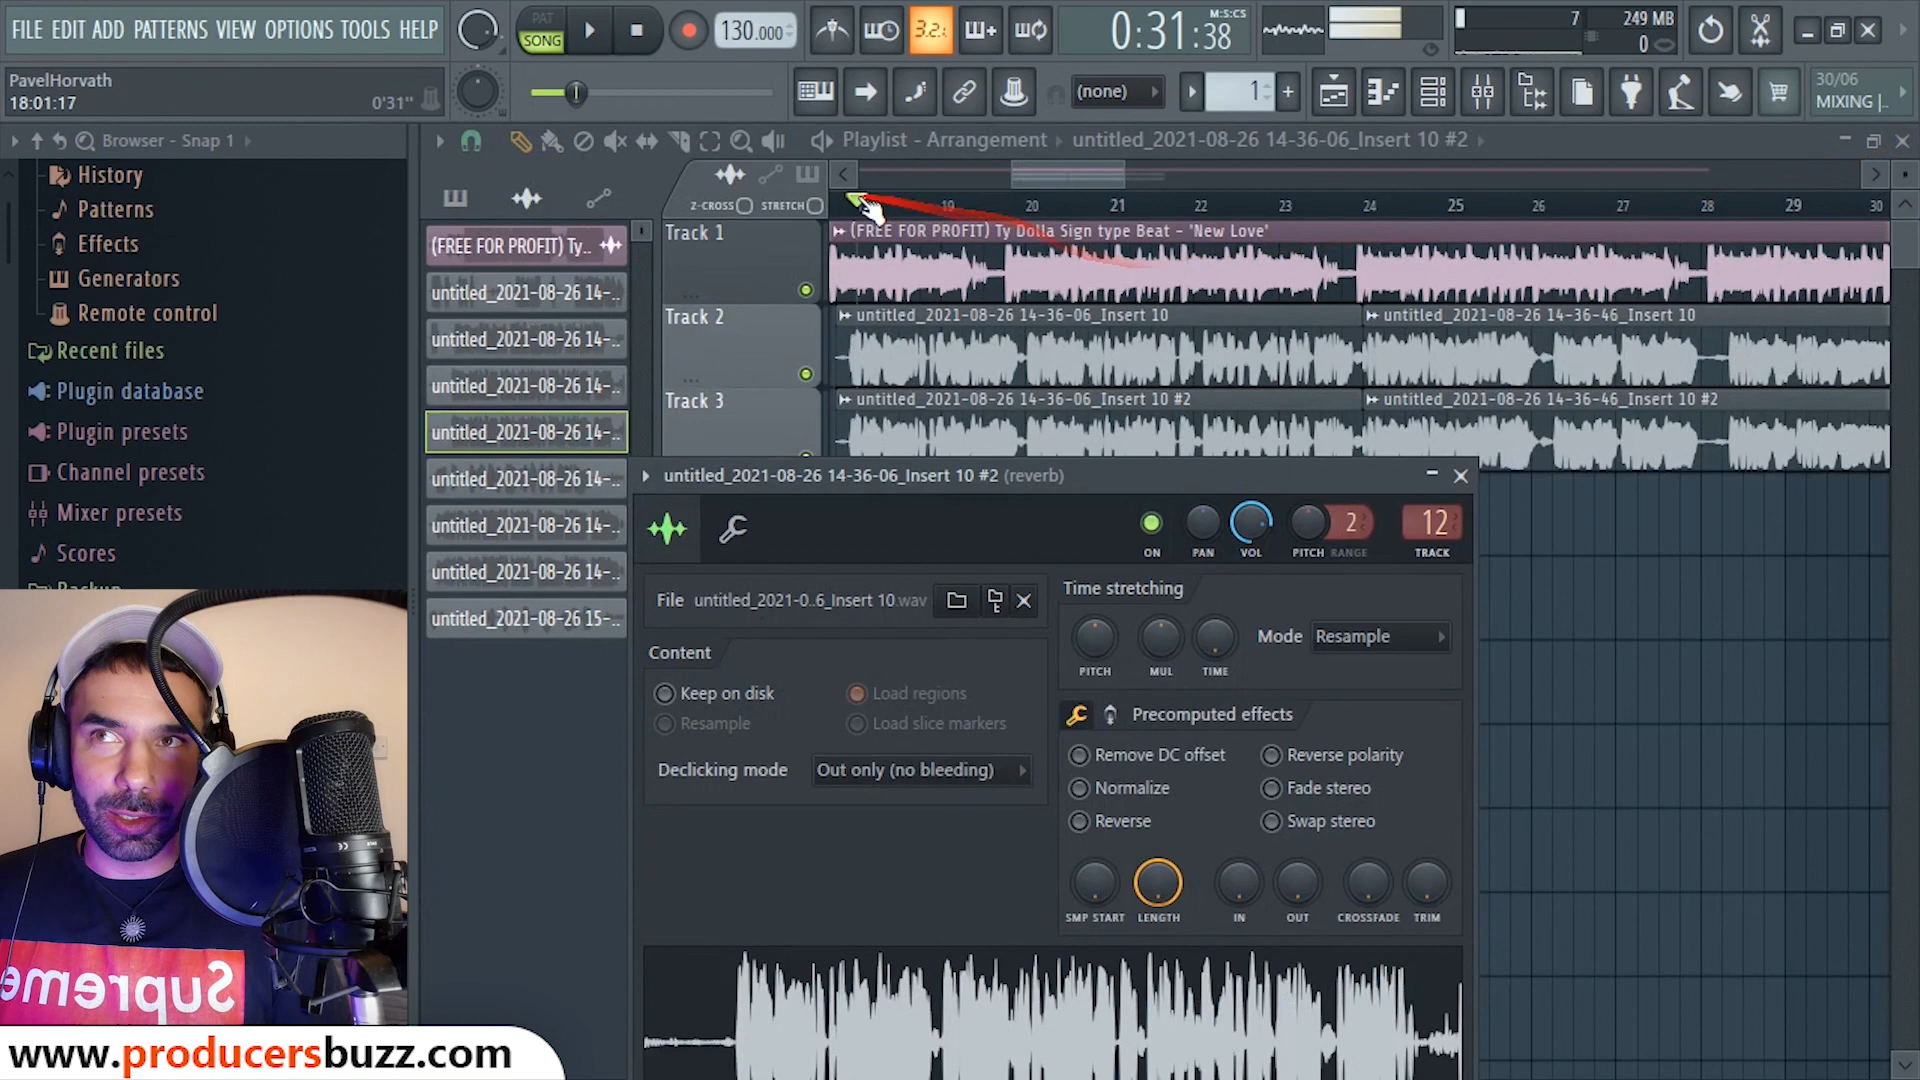 FILE EDIT ADD PATTERNS VIEW OPTIONS TOOLS HELP
PAT
SONG
130.000
3.2.
0:31:38
M:S:CS
7
249 MB
0
PavelHorvath
18:01:17
0'31"
(none)
1
30/06
MIXING |..
Browser - Snap 1
Playlist - Arrangement
untitled_2021-08-26 14-36-06_Insert 10 #2
History
Patterns
Effects
Generators
Remote control
Recent files
Plugin database
Plugin presets
Channel presets
Mixer presets
Scores
(FREE FOR PROFIT) Ty..
untitled_2021-08-26 14-..
untitled_2021-08-26 14-..
untitled_2021-08-26 14-..
untitled_2021-08-26 14-..
untitled_2021-08-26 14-..
untitled_2021-08-26 14-..
untitled_2021-08-26 14-..
untitled_2021-08-26 15-..
Z-CROSS STRETCH
19 20 21 22 23 24 25 26 27 28 29 30
Track 1
(FREE FOR PROFIT) Ty Dolla Sign type Beat - 'New Love'
Track 2
untitled_2021-08-26 14-36-06_Insert 10
untitled_2021-08-26 14-36-46_Insert 10
Track 3
untitled_2021-08-26 14-36-06_Insert 10 #2
untitled_2021-08-26 14-36-46_Insert 10 #2
untitled_2021-08-26 14-36-06_Insert 10 #2 (reverb)
ON PAN VOL PITCH RANGE TRACK
2
12
File untitled_2021-0..6_Insert 10.wav
Content
Keep on disk
Load regions
Resample
Load slice markers
Declicking mode
Out only (no bleeding)
Time stretching
PITCH MUL TIME
Mode Resample
Precomputed effects
Remove DC offset
Reverse polarity
Normalize
Fade stereo
Reverse
Swap stereo
SMP START LENGTH IN OUT CROSSFADE TRIM
Supreme
www.producersbuzz.com